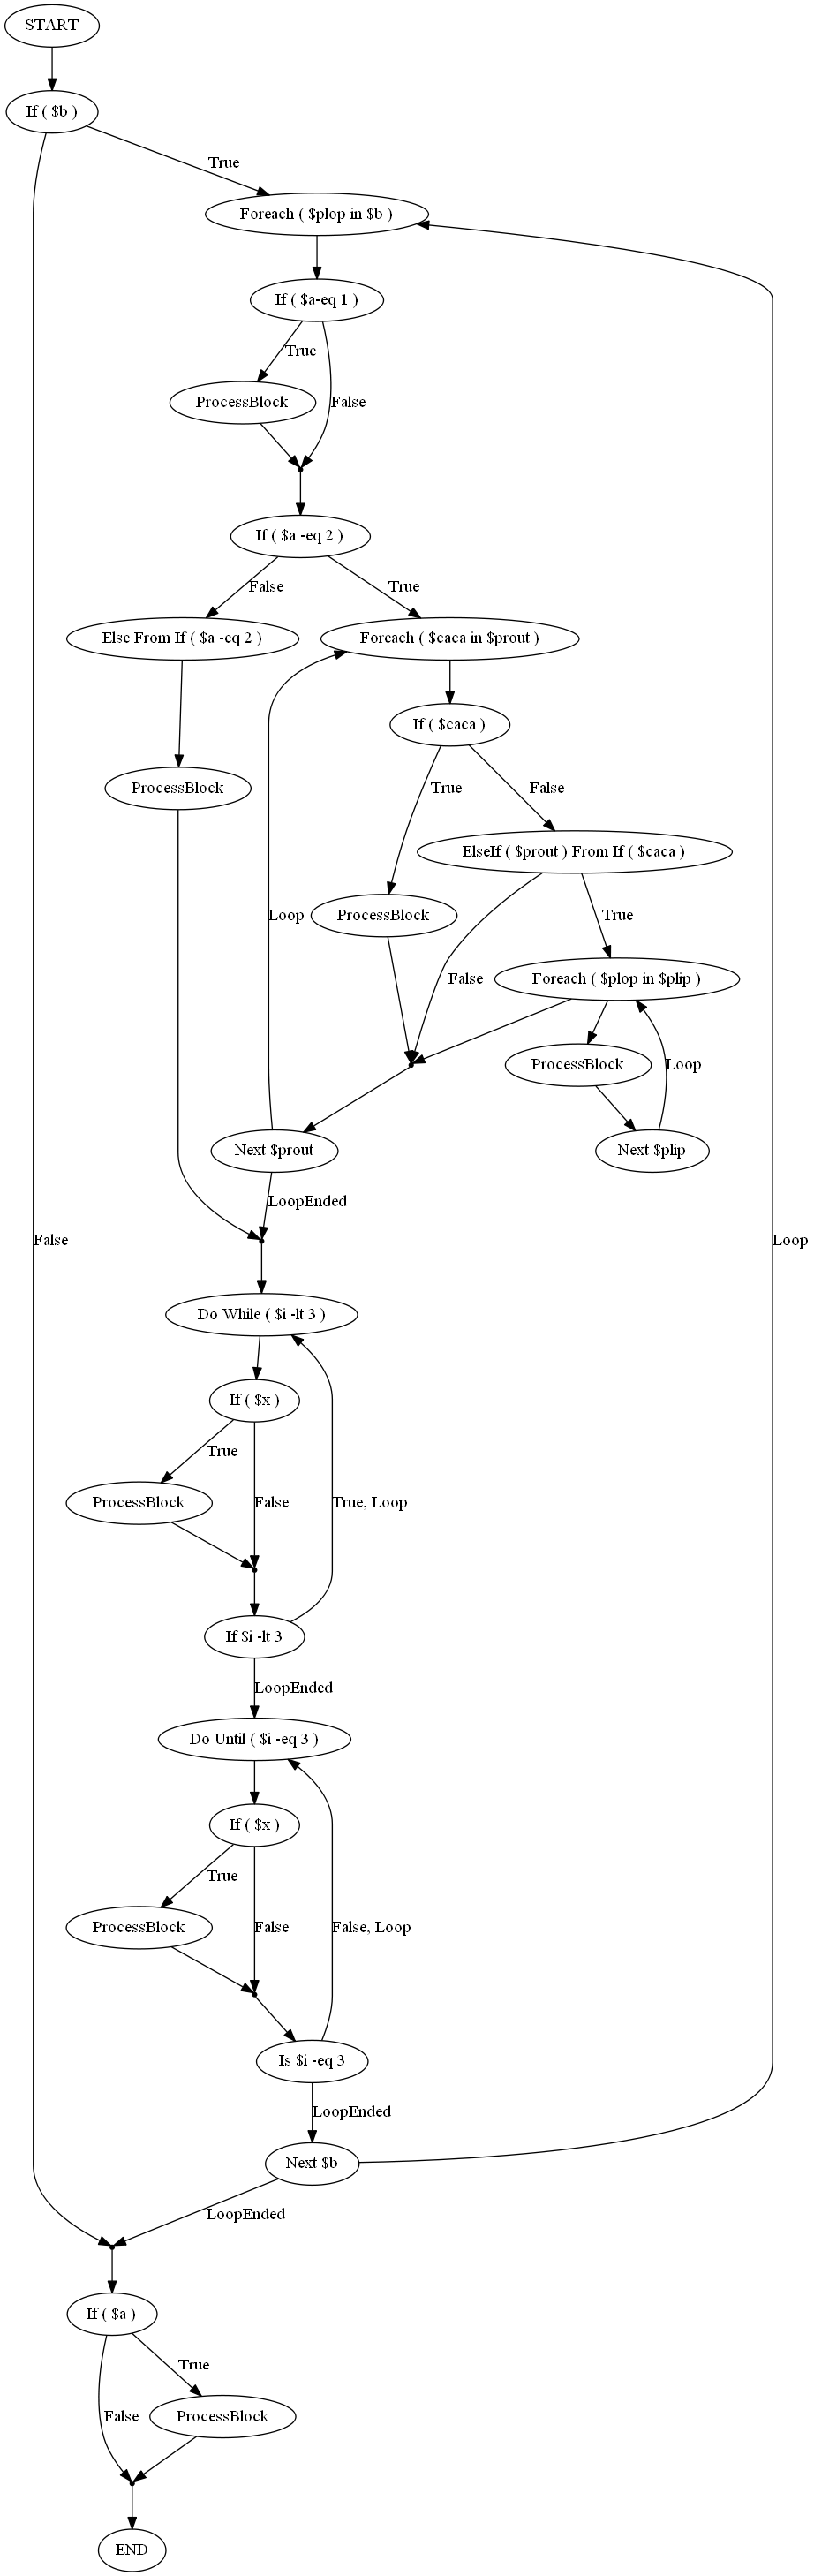 START
If ( $b )
True
Foreach ( $plop in $b )
If ( $a-eq 1 )
True
ProcessBlock
False
If ( $a -eq 2 )
False
True
Else From If ( $a -eq 2 )
Foreach ( $caca in $prout )
If ( $caca )
ProcessBlock
True
False
ElseIf ( $prout ) From If ( $caca )
Loop
ProcessBlock
True
False
Foreach ( $plop in $plip )
ProcessBlock
Loop
Next $prout
Next $plip
LoopEnded
False
Loop
Do While ( $i -lt 3 )
If ( $x )
True
ProcessBlock
False
True, Loop
If $i -lt 3
LoopEnded
Do Until ( $i -eq 3 )
If ( $x )
True
ProcessBlock
False
False, Loop
Is $i -eq 3
LoopEnded
Next $b
LoopEnded
If ( $a )
True
False
ProcessBlock
END